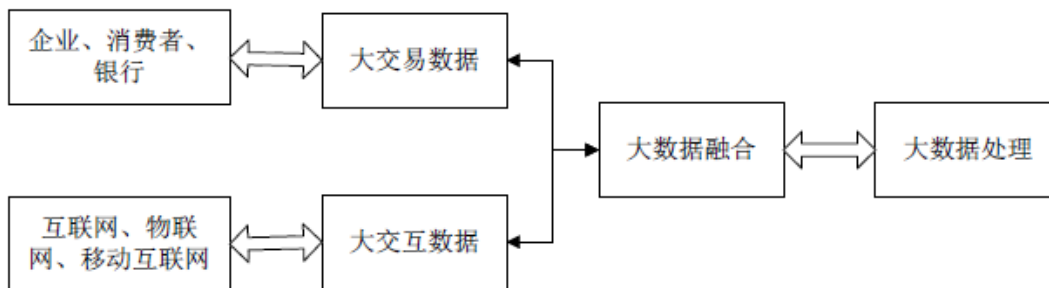 企业、消费者、
银行
大交易数据
大数据融合
大数据处理
互联网、物联
网、移动互联网
大交互数据